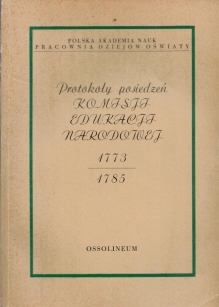 POLSKA AKADEMIA NAUK
PRACOWNIA DZIEJÓW OŚWIATY
Protokoły posiedzeń
KOMISJI
EDUKACJI
NARODOWEJ
1773
1785
OSSOLINEUM